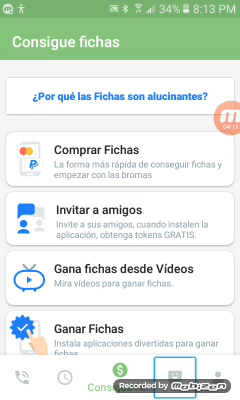 34% 8:13 PM
Consigue fichas
¿Por qué las Fichas son alucinantes?
04:11
Comprar Fichas
La forma más rápida de conseguir fichas y
empezar con las bromas
Invitar a amigos
Invite a sus amigos, cuando instalen la
aplicación, obtenga tokens GRATIS.
Gana fichas desde Vídeos
Mira vídeos para ganar fichas.
Ganar Fichas
Instala aplicaciones divertidas para ganar
fichas
Recorded by mobizen